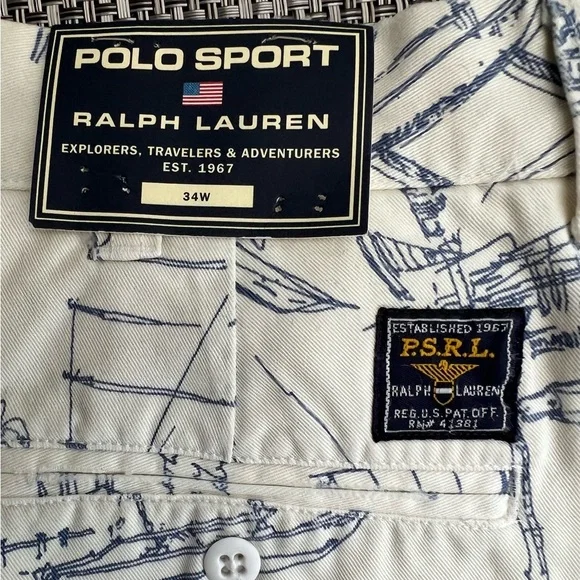 POLO SPORT
RALPH LAUREN
EXPLORERS, TRAVELERS & ADVENTURERS
EST. 1967
34W
ESTABLISHED 1967
P.S.R.L.
RALPH LAUREN
REG.U.S.PAT.OFF.
RN# 41381